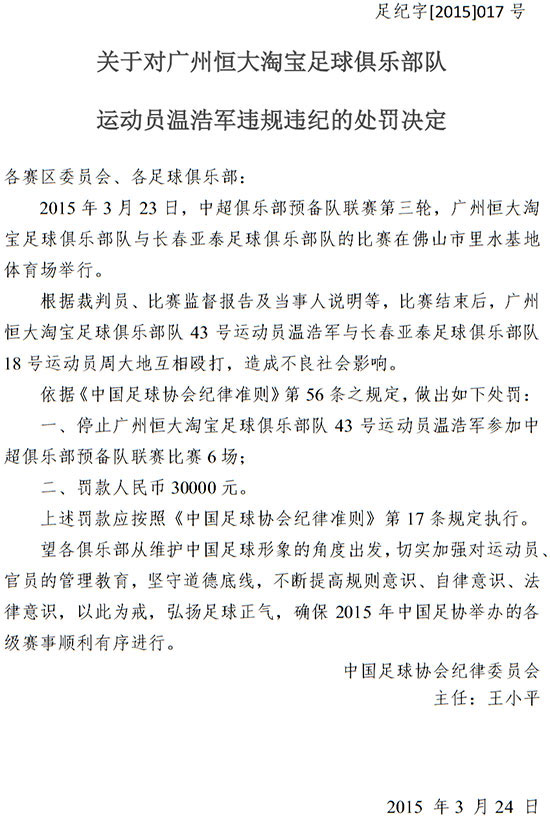 足纪字[2015]017 号
关于对广州恒大淘宝足球俱乐部队
运动员温浩军违规违纪的处罚决定
各赛区委员会、各足球俱乐部：
2015 年 3 月 23 日，中超俱乐部预备队联赛第三轮，广州恒大淘
宝足球俱乐部队与长春亚泰足球俱乐部队的比赛在佛山市里水基地
体育场举行。
根据裁判员、比赛监督报告及当事人说明等，比赛结束后，广州
恒大淘宝足球俱乐部队 43 号运动员温浩军与长春亚泰足球俱乐部队
18 号运动员周大地互相殴打，造成不良社会影响。
依据《中国足球协会纪律准则》第 56 条之规定，做出如下处罚：
一、停止广州恒大淘宝足球俱乐部队 43 号运动员温浩军参加中
超俱乐部预备队联赛比赛 6 场；
二、罚款人民币 30000 元。
上述罚款应按照《中国足球协会纪律准则》第 17 条规定执行。
望各俱乐部从维护中国足球形象的角度出发，切实加强对运动员、
官员的管理教育，坚守道德底线，不断提高规则意识、自律意识、法
律意识，以此为戒，弘扬足球正气，确保 2015 年中国足协举办的各
级赛事顺利有序进行。
中国足球协会纪律委员会
主任：王小平
2015 年 3 月 24 日